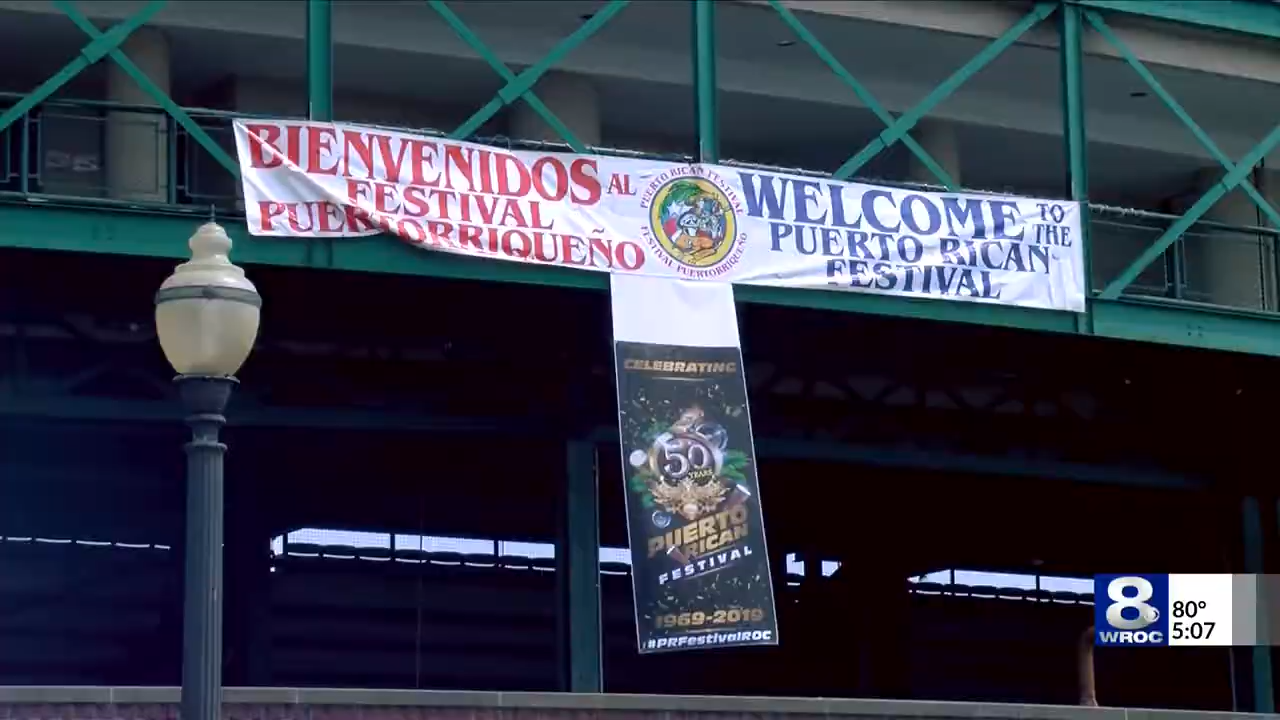 BIENVENIDOS AL
FESTIVAL
PUERTORRIQUEÑO
PUERTO RICAN FESTIVAL
FESTIVAL PUERTORRIQUEÑO
WELCOME TO
THE
PUERTO RICAN
FESTIVAL
CELEBRATING
50
YEARS
PUERTO
RICAN
FESTIVAL
1969-2019
#PRFestivalROC
8
WROC
80°
5:07